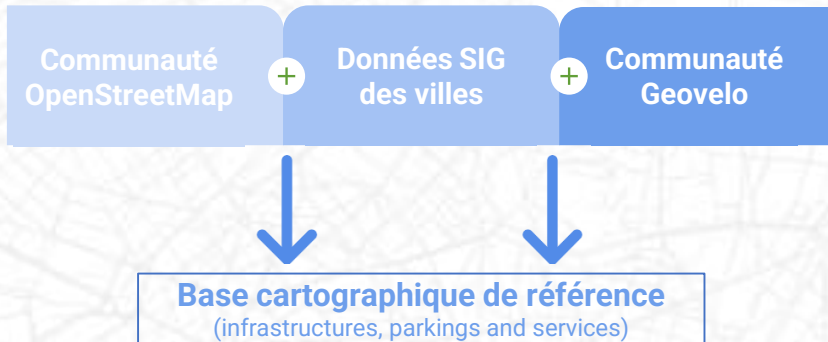 Communauté
OpenStreetMap
+
Données SIG
des villes
+
Communauté
Geovelo
Base cartographique de référence
(infrastructures, parkings and services)